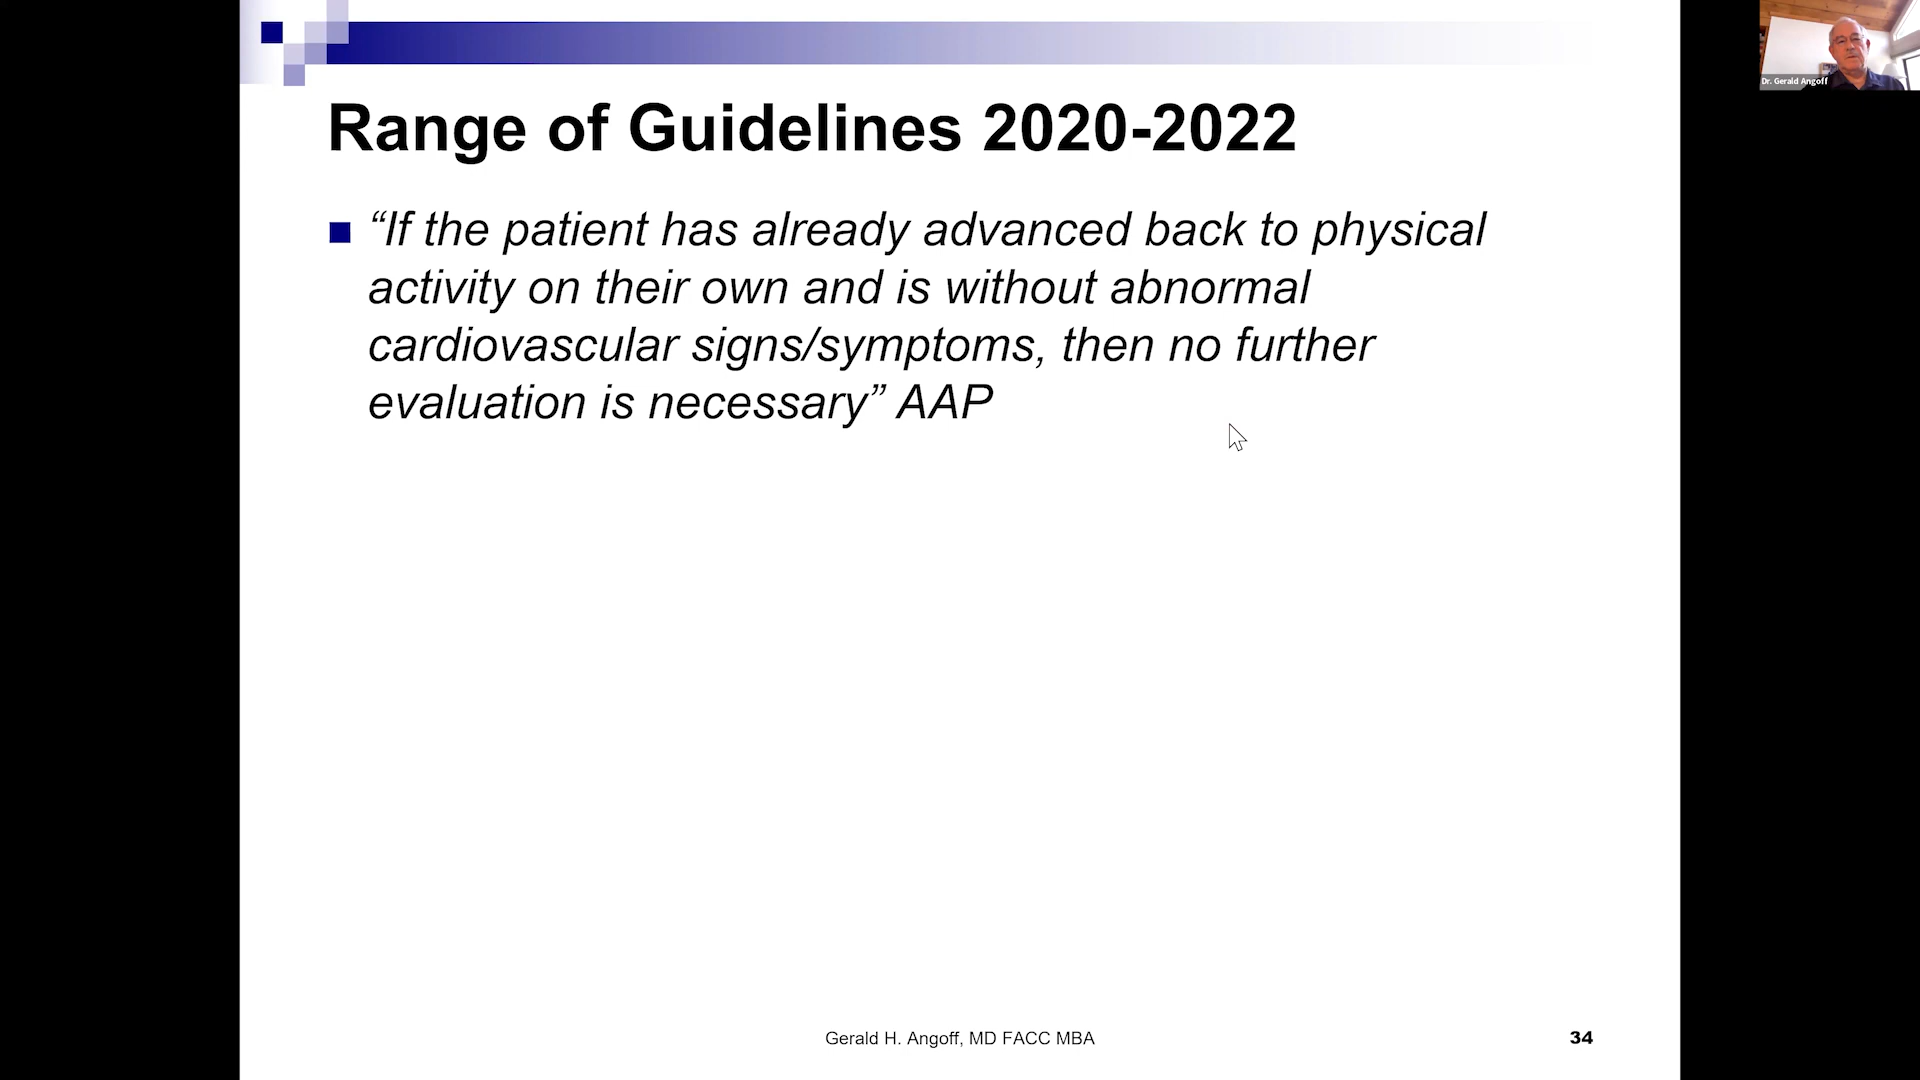 Dr. Gerald Angoff
Range of Guidelines 2020-2022
“If the patient has already advanced back to physical
activity on their own and is without abnormal
cardiovascular signs/symptoms, then no further
evaluation is necessary” AAP
Gerald H. Angoff, MD FACC MBA
34